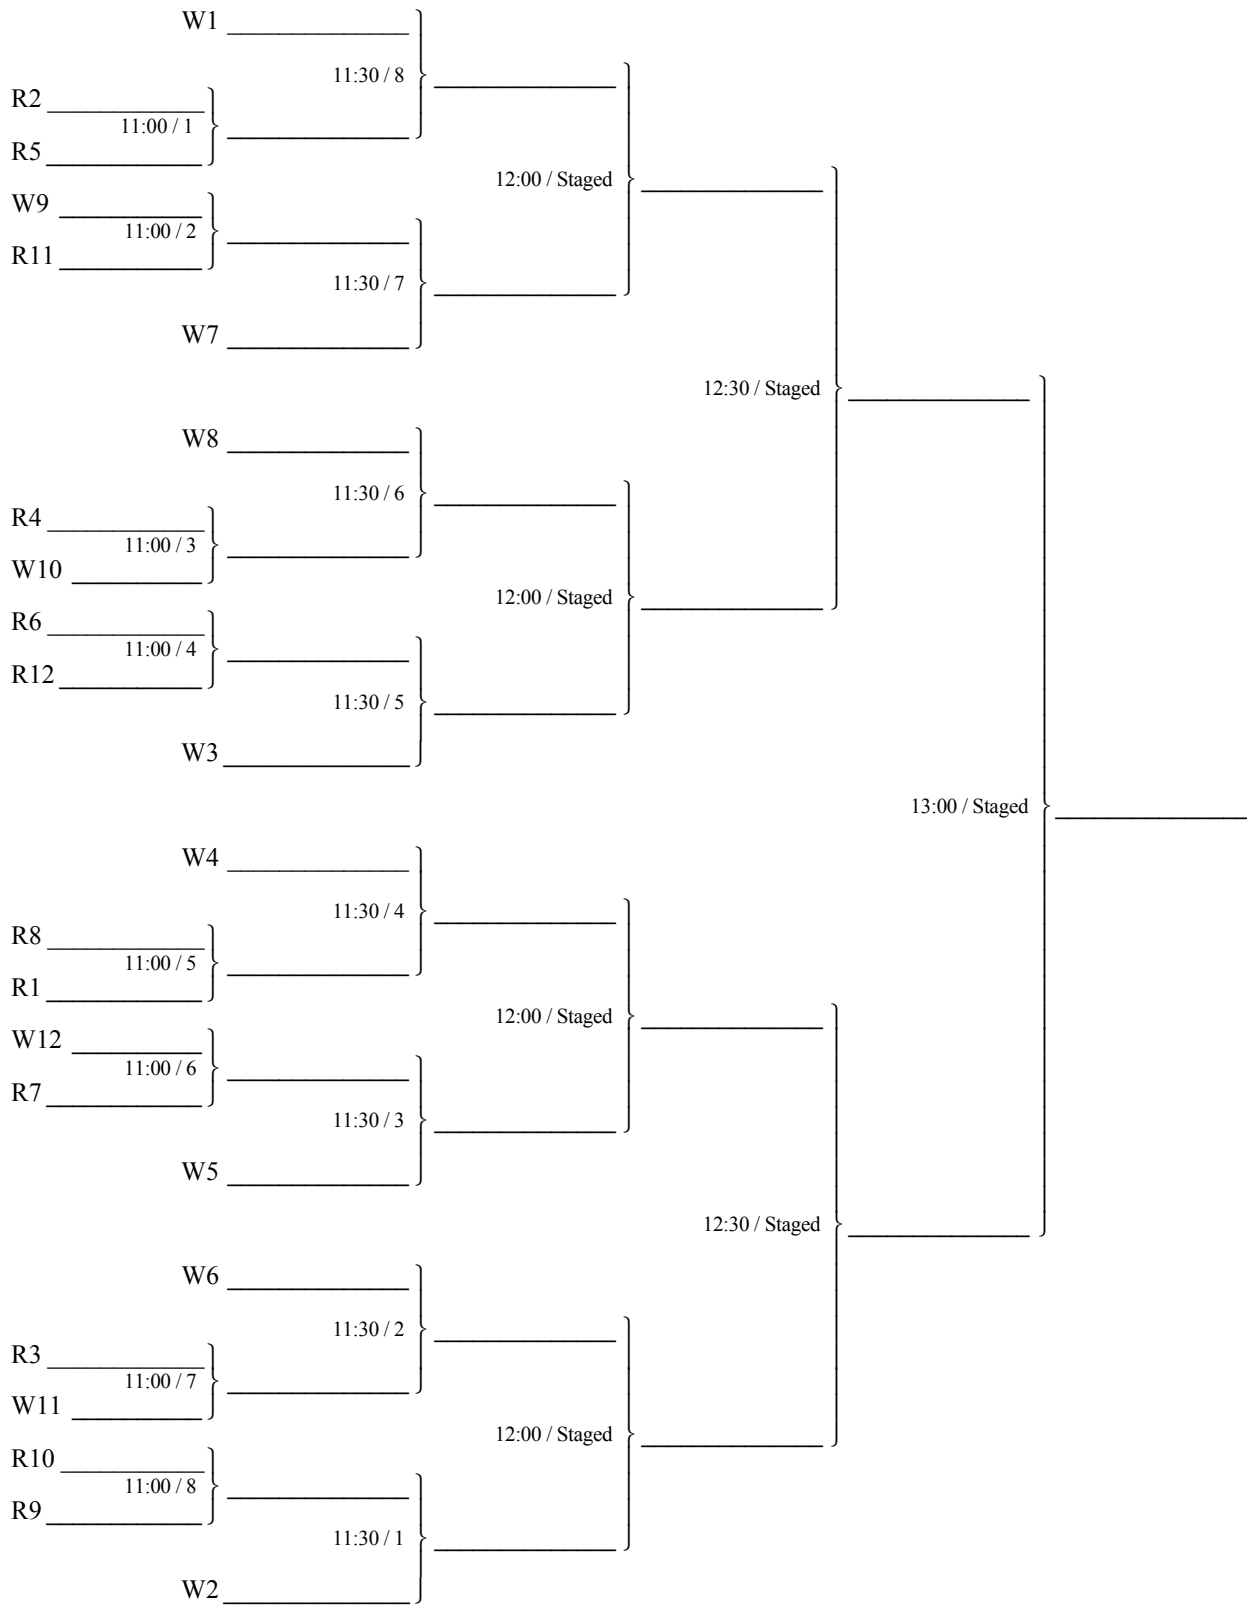 W1
11:30 / 8
R2
11:00 / 1
R5
12:00 / Staged
W9
11:00 / 2
R11
11:30 / 7
W7
12:30 / Staged
W8
11:30 / 6
R4
11:00 / 3
W10
12:00 / Staged
R6
11:00 / 4
R12
11:30 / 5
W3
13:00 / Staged
W4
11:30 / 4
R8
11:00 / 5
R1
12:00 / Staged
W12
11:00 / 6
R7
11:30 / 3
W5
12:30 / Staged
W6
11:30 / 2
R3
11:00 / 7
W11
12:00 / Staged
R10
11:00 / 8
R9
11:30 / 1
W2